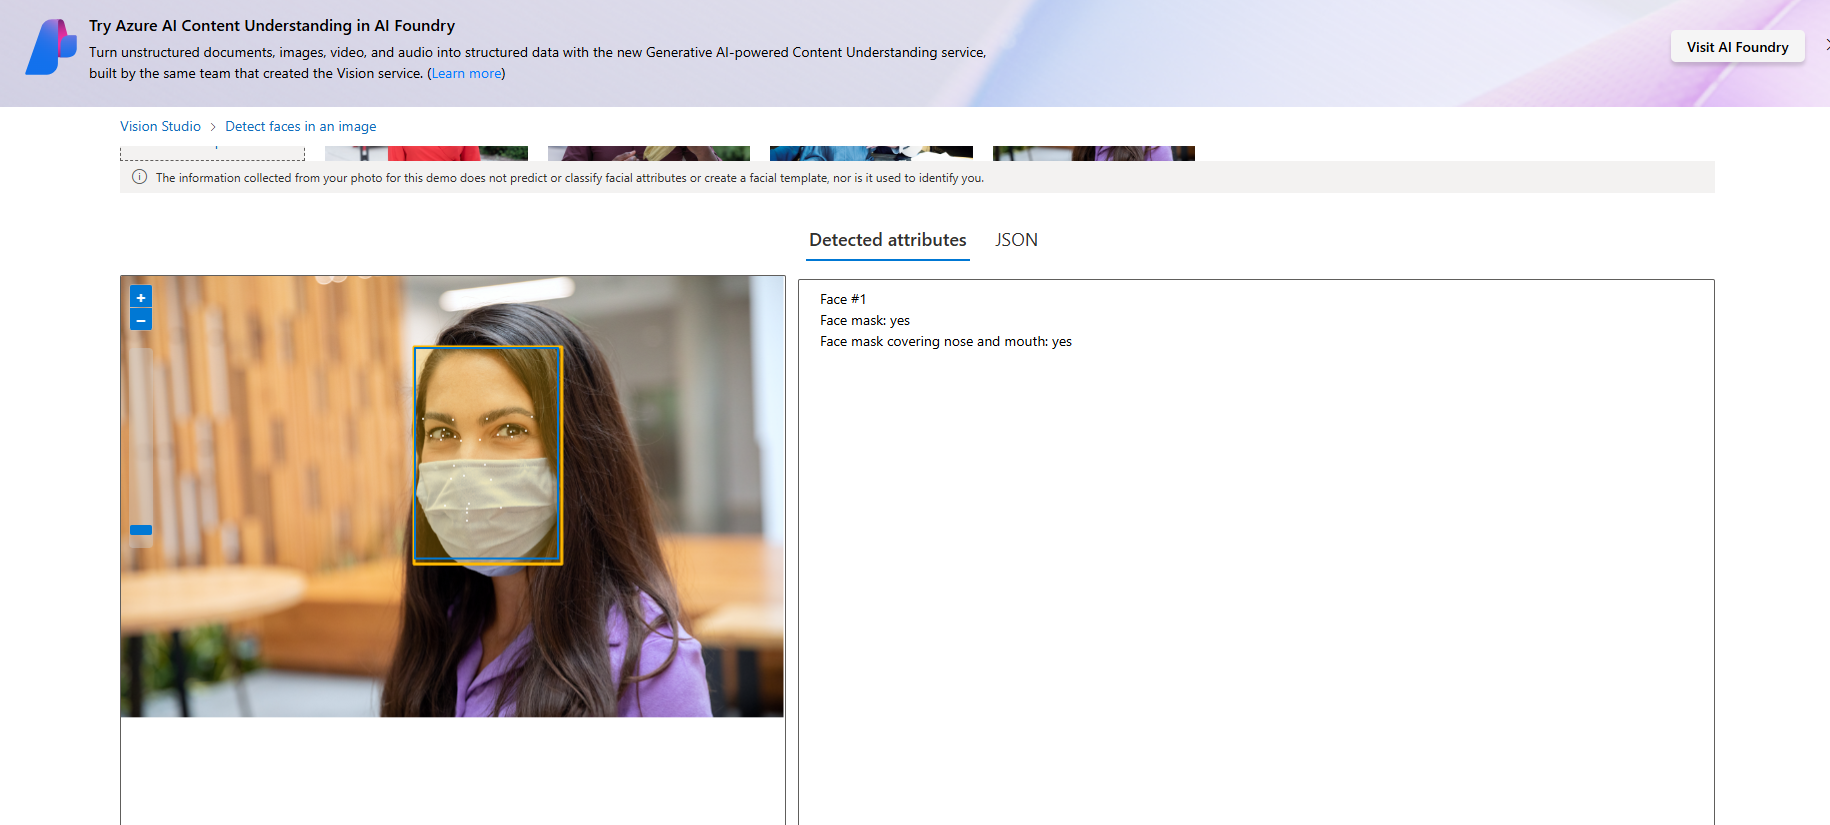 Try Azure AI Content Understanding in AI Foundry
Turn unstructured documents, images, video, and audio into structured data with the new Generative AI-powered Content Understanding service,
built by the same team that created the Vision service. (Learn more)
Visit AI Foundry
Vision Studio > Detect faces in an image
The information collected from your photo for this demo does not predict or classify facial attributes or create a facial template, nor is it used to identify you.
Detected attributes
JSON
+
−
Face #1
Face mask: yes
Face mask covering nose and mouth: yes